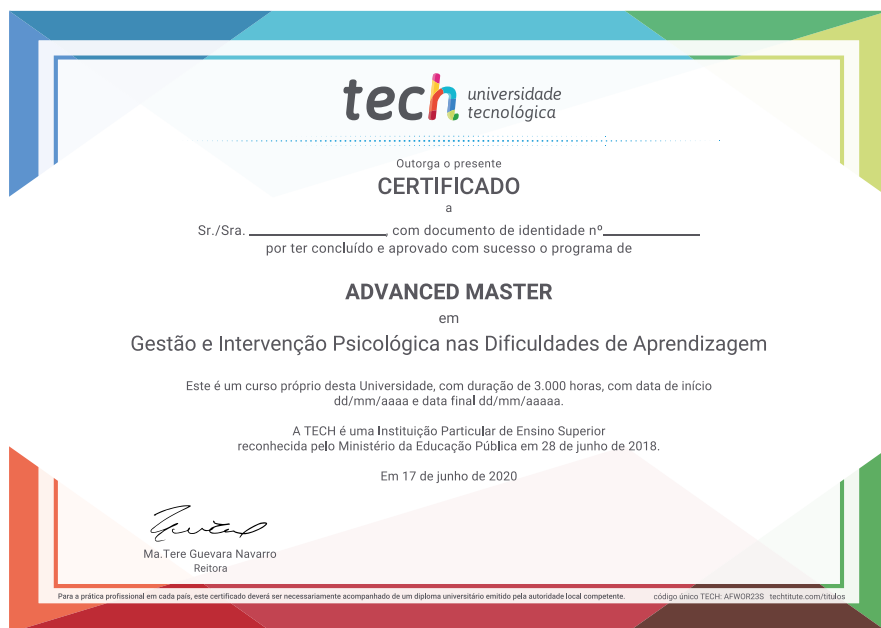 tech universidade
tecnológica
Outorga o presente
CERTIFICADO
a
Sr./Sra. ____________________, com documento de identidade nº______________
por ter concluído e aprovado com sucesso o programa de
ADVANCED MASTER
em
Gestão e Intervenção Psicológica nas Dificuldades de Aprendizagem
Este é um curso próprio desta Universidade, com duração de 3.000 horas, com data de início
dd/mm/aaaa e data final dd/mm/aaaaa.
A TECH é uma Instituição Particular de Ensino Superior
reconhecida pelo Ministério da Educação Pública em 28 de junho de 2018.
Em 17 de junho de 2020
Ma.Tere Guevara Navarro
Reitora
Para a prática profissional em cada país, este certificado deverá ser necessariamente acompanhado de um diploma universitário emitido pela autoridade local competente. código único TECH: AFWOR23S techtitute.com/titulos